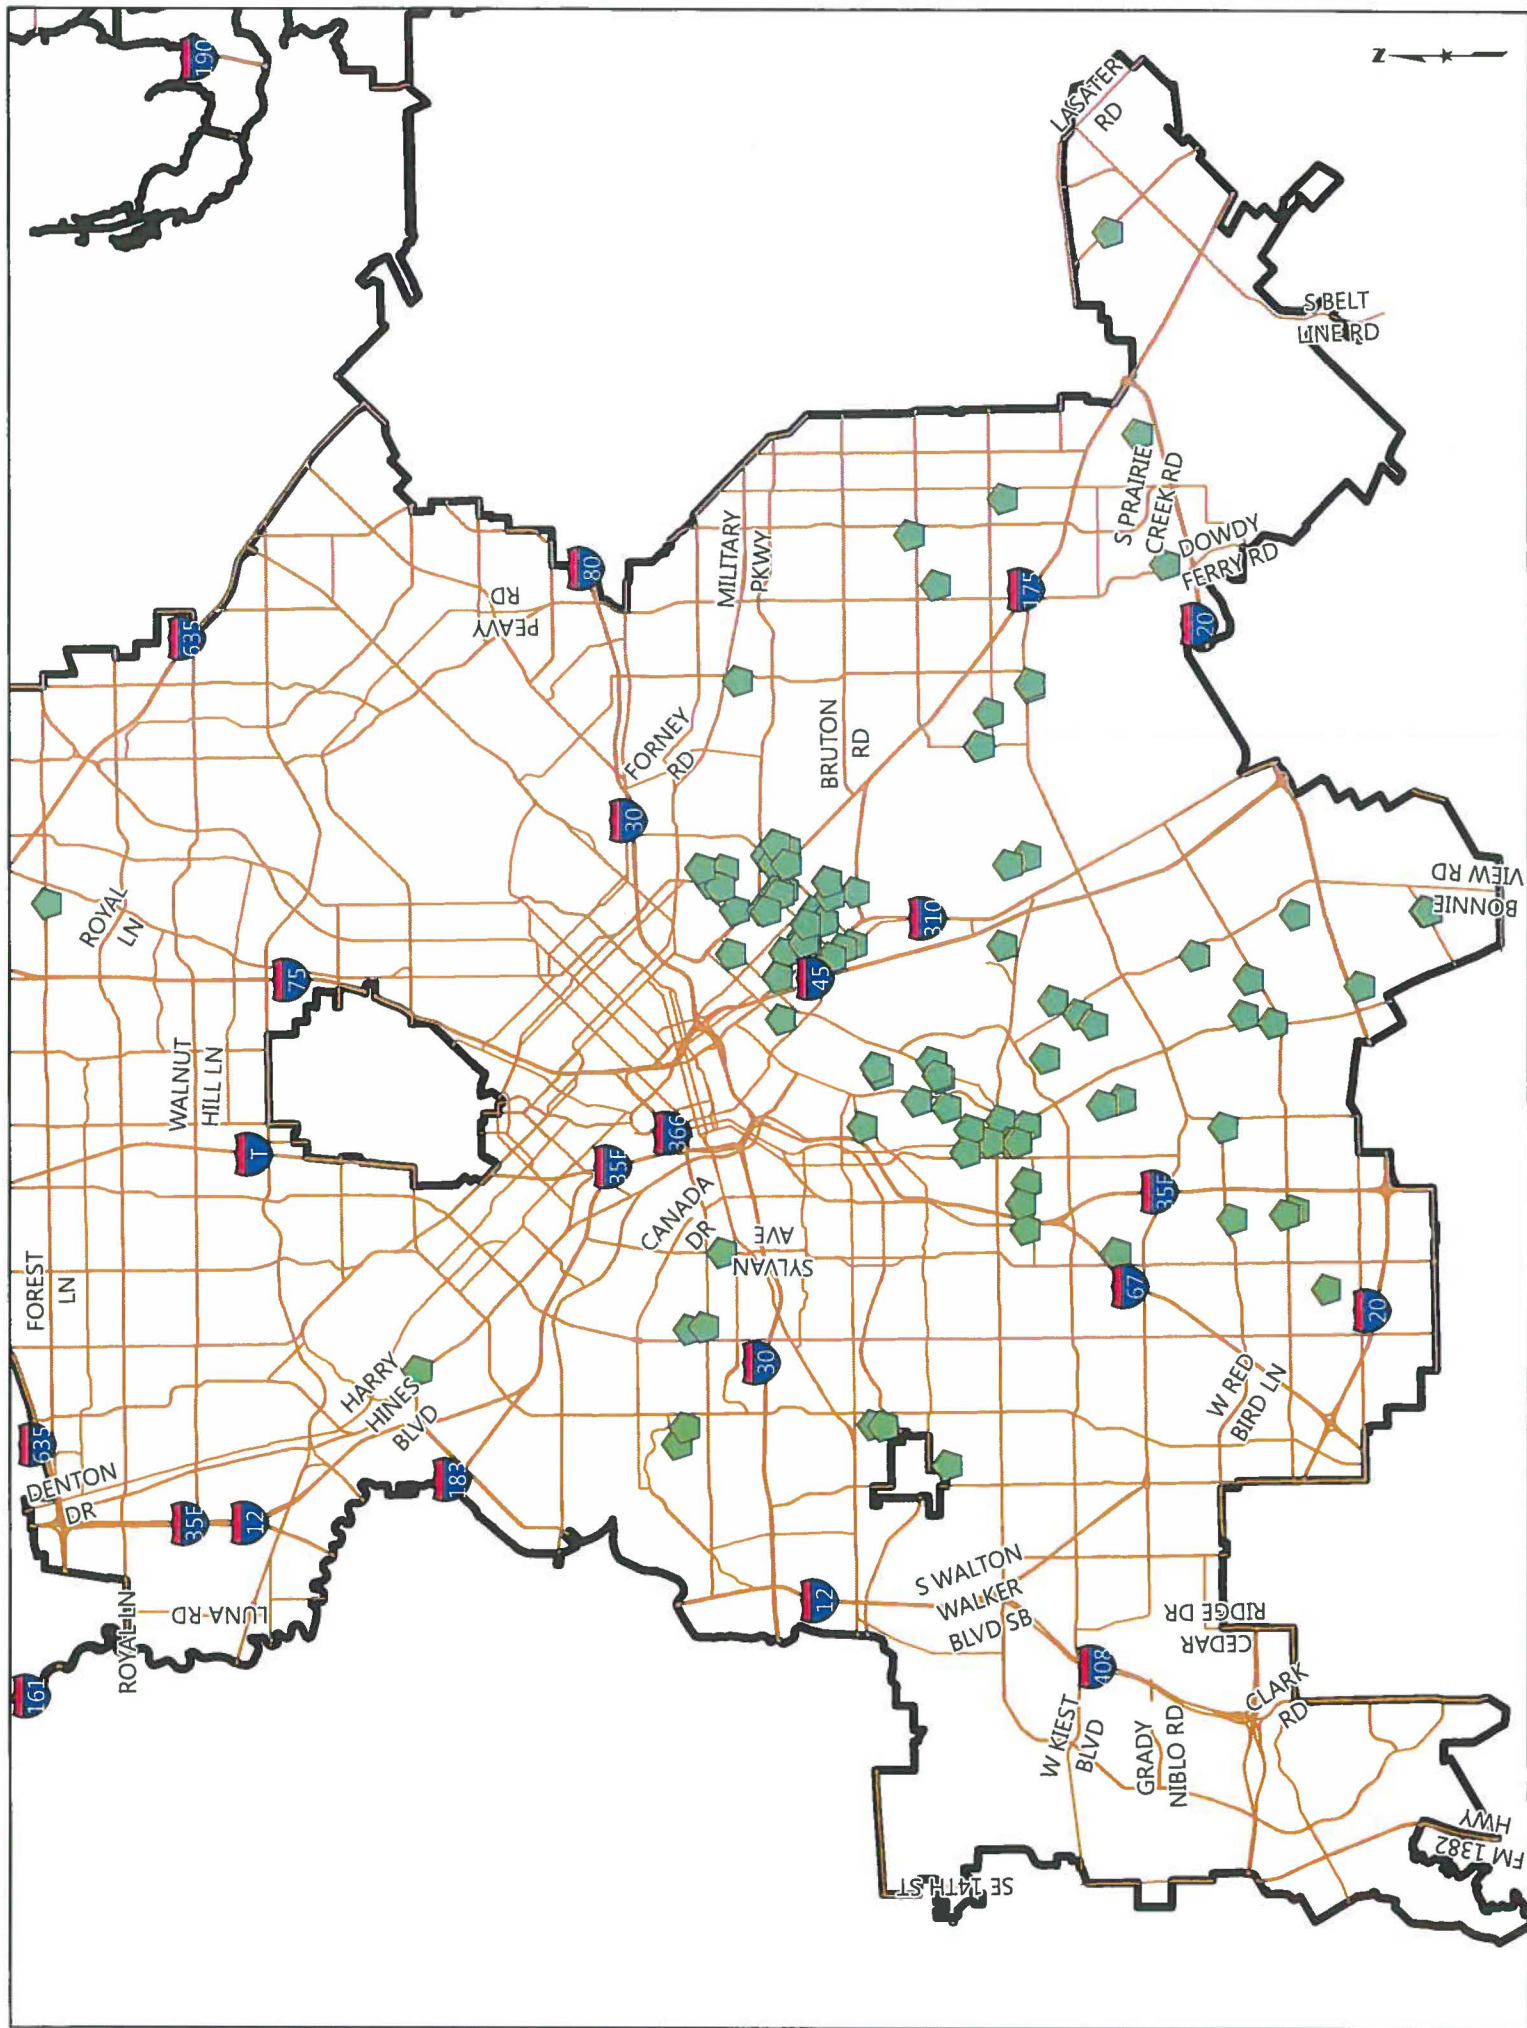 161
635
190
DENTON
DR
FOREST
LN
ROYAL LN
ROYAL
LN
LUNA RD
35E
12
T
75
635
WALNUT
HILL LN
HARRY
HINES
BLVD
183
35E
366
80
PEAVY
RD
CANADA
DR
30
FORNEY
RD
SYLVAN
AVE
30
MILITARY
PKWY
12
45
BRUTON
RD
310
SE 14TH ST
S WALTON
WALKER
BLVD SB
175
W KIEST
BLVD
408
67
35E
S PRAIRIE
CREEK RD
LASATER
RD
GRADY
NIBLO RD
CEDAR
RIDGE DR
20
DOWDY
FERRY RD
W RED
BIRD LN
CLARK
RD
S BELT
LINE RD
20
BONNIE
VIEW RD
FM 1382
HWY
N